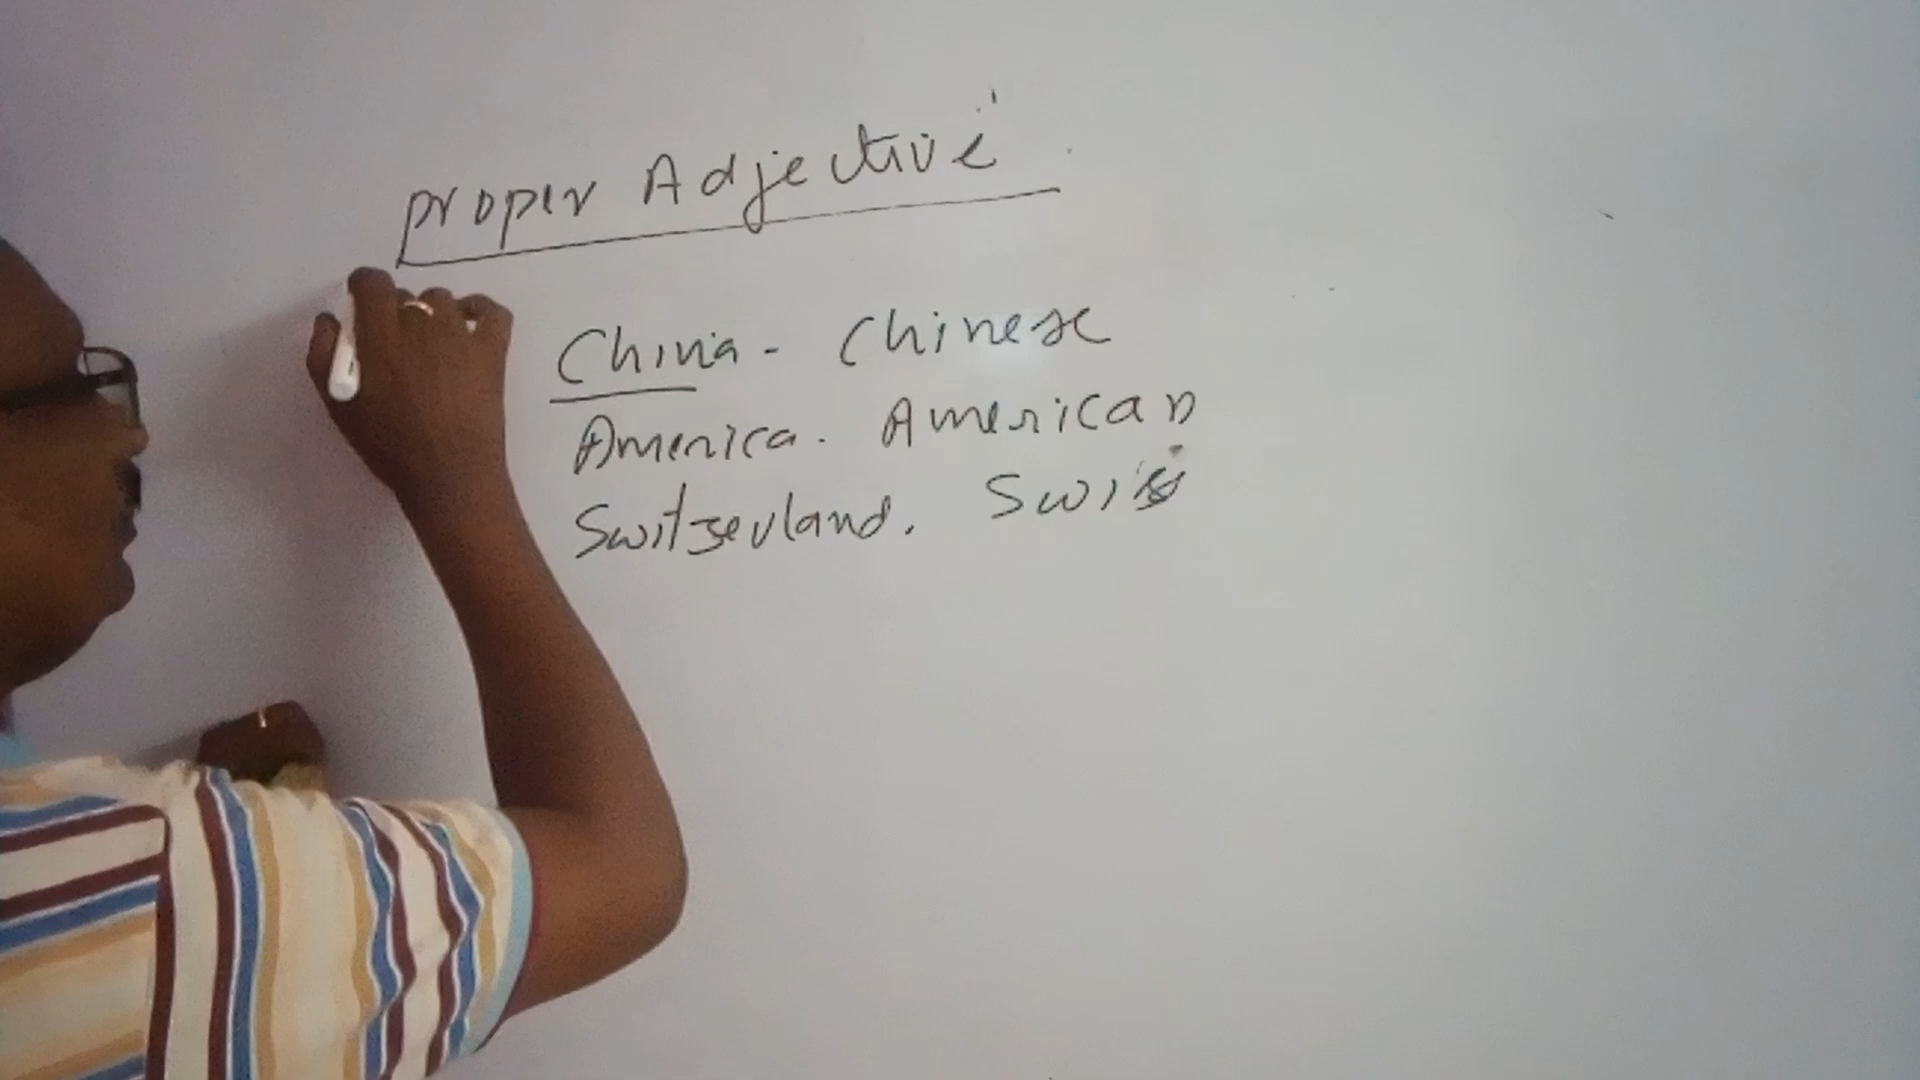 Proper Adjective
China - Chinese
America. American
Switzerland. Swiss